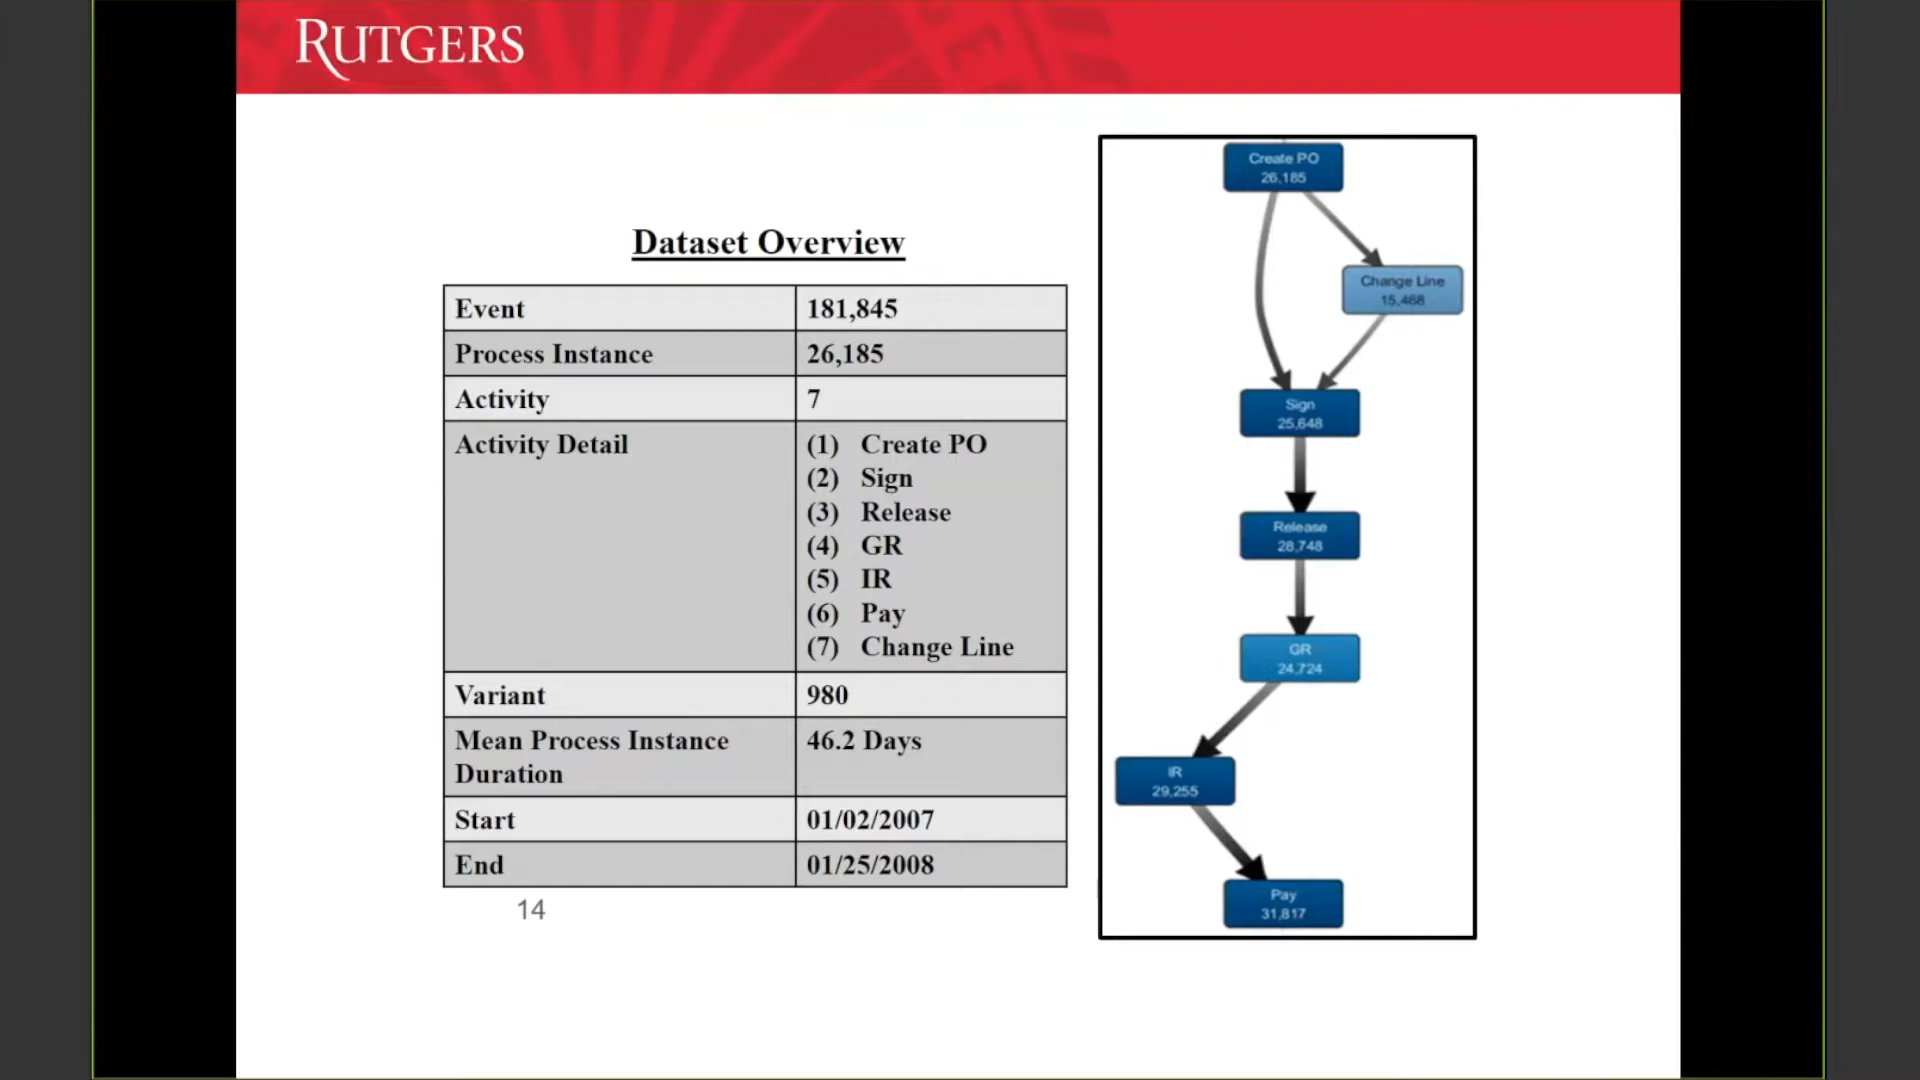 RUTGERS
Dataset Overview
Event 181,845
Process Instance 26,185
Activity 7
Activity Detail (1) Create PO
(2) Sign
(3) Release
(4) GR
(5) IR
(6) Pay
(7) Change Line
Variant 980
Mean Process Instance 46.2 Days
Duration
Start 01/02/2007
End 01/25/2008
14
Create PO
26,185
Change Line
15,468
Sign
25,648
Release
28,748
GR
24,724
IR
29,255
Pay
31,817